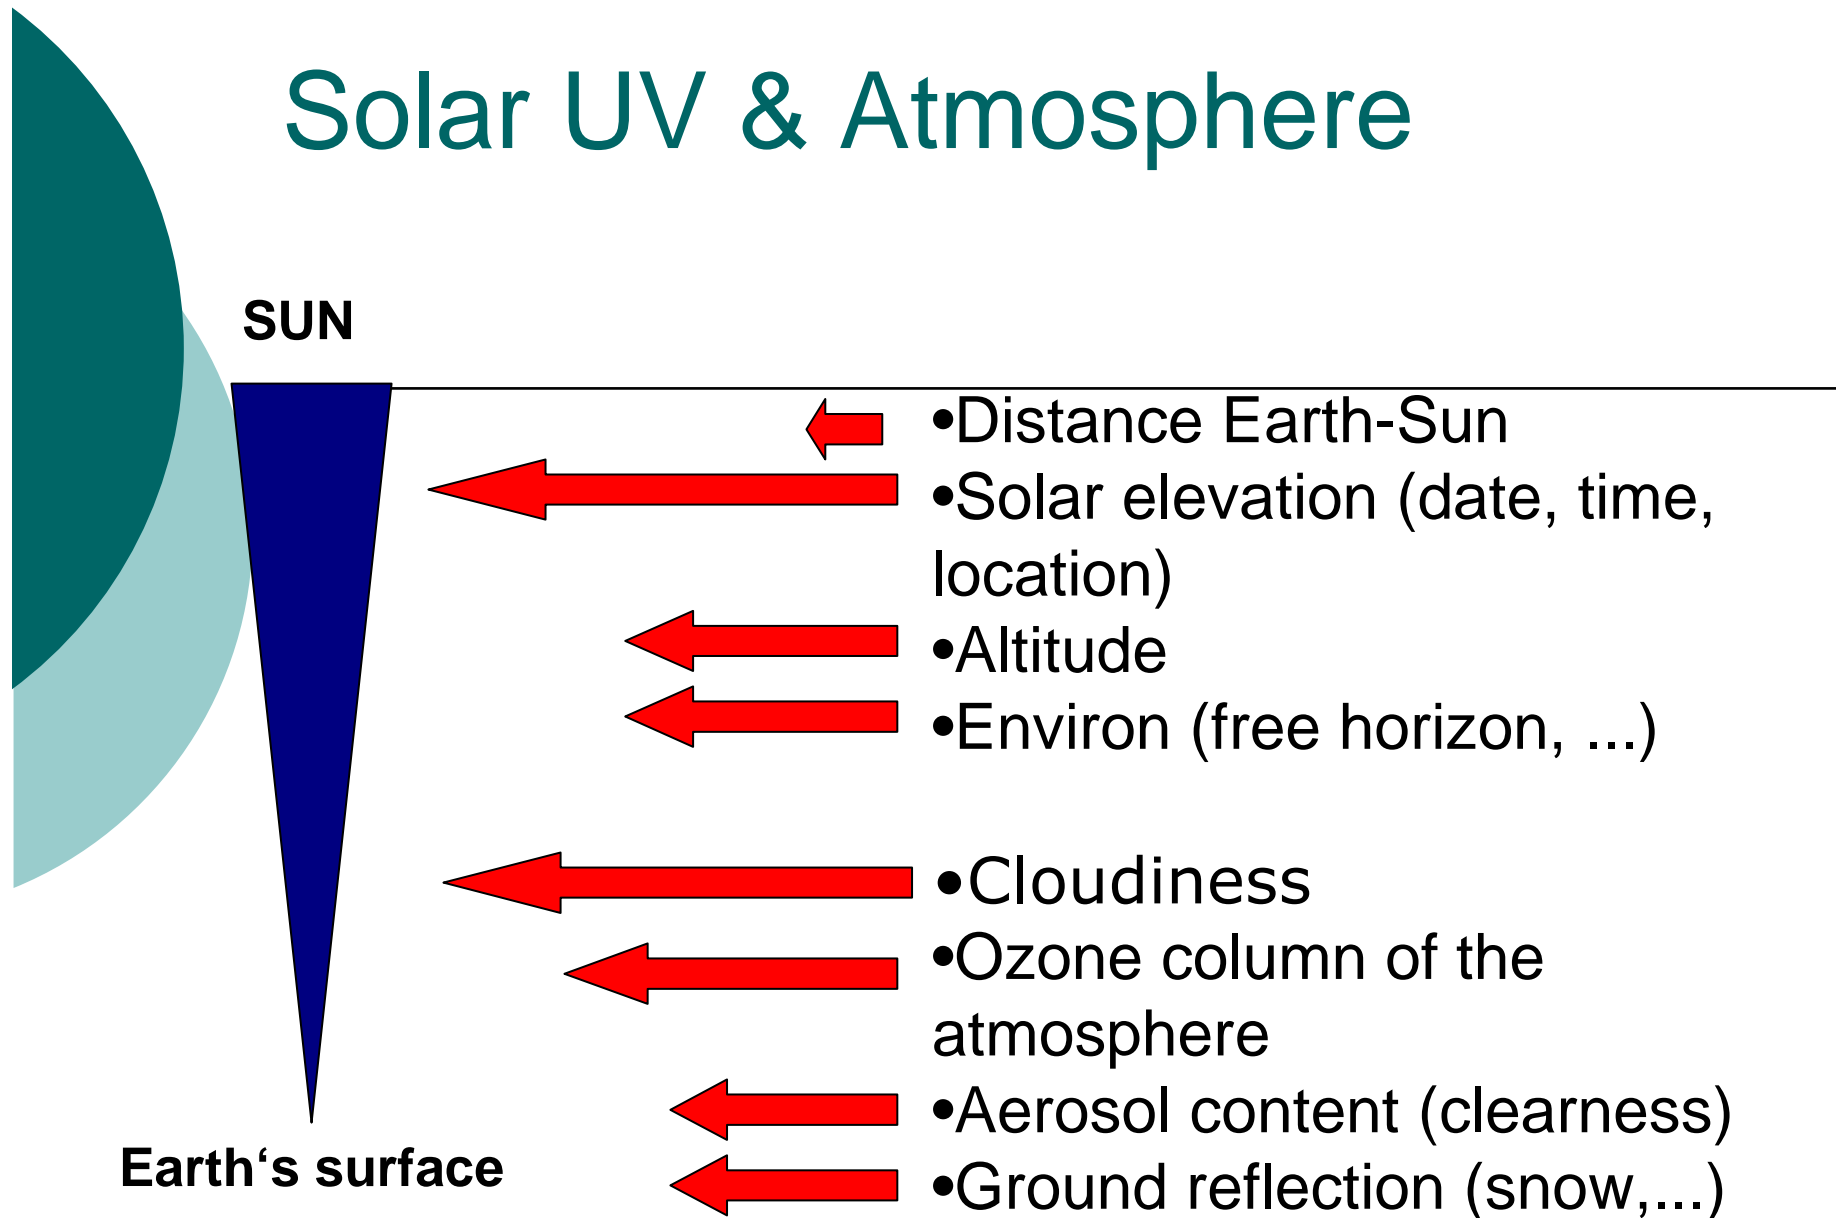 Solar UV & Atmosphere
SUN
•Distance Earth-Sun
•Solar elevation (date, time,
location)
•Altitude
•Environ (free horizon, ...)
•Cloudiness
•Ozone column of the
atmosphere
•Aerosol content (clearness)
•Ground reflection (snow,...)
Earth‘s surface